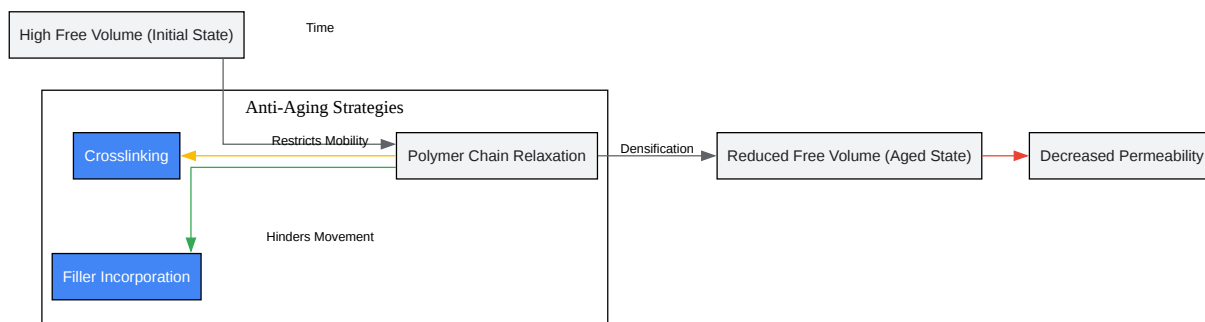 High Free Volume (Initial State)
Time
Anti-Aging Strategies
Restricts Mobility
Crosslinking
Polymer Chain Relaxation
Densification
Reduced Free Volume (Aged State)
Decreased Permeability
Hinders Movement
Filler Incorporation